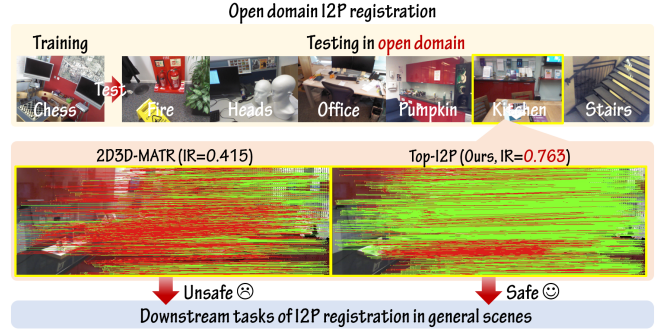 Open domain I2P registration
Training
Testing in open domain
Test
Chess
Fire
Heads
Office
Pumpkin
Kitchen
Stairs
2D3D-MATR (IR=0.415)
Top-I2P (Ours, IR=0.763)
Unsafe ☹
Safe ☺
Downstream tasks of I2P registration in general scenes